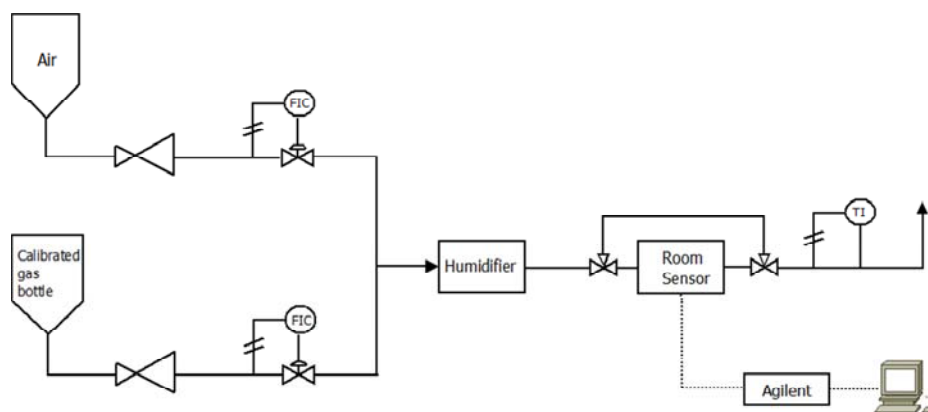 Air
FIC
Calibrated
gas
bottle
FIC
Humidifier
Room
Sensor
TI
Agilent